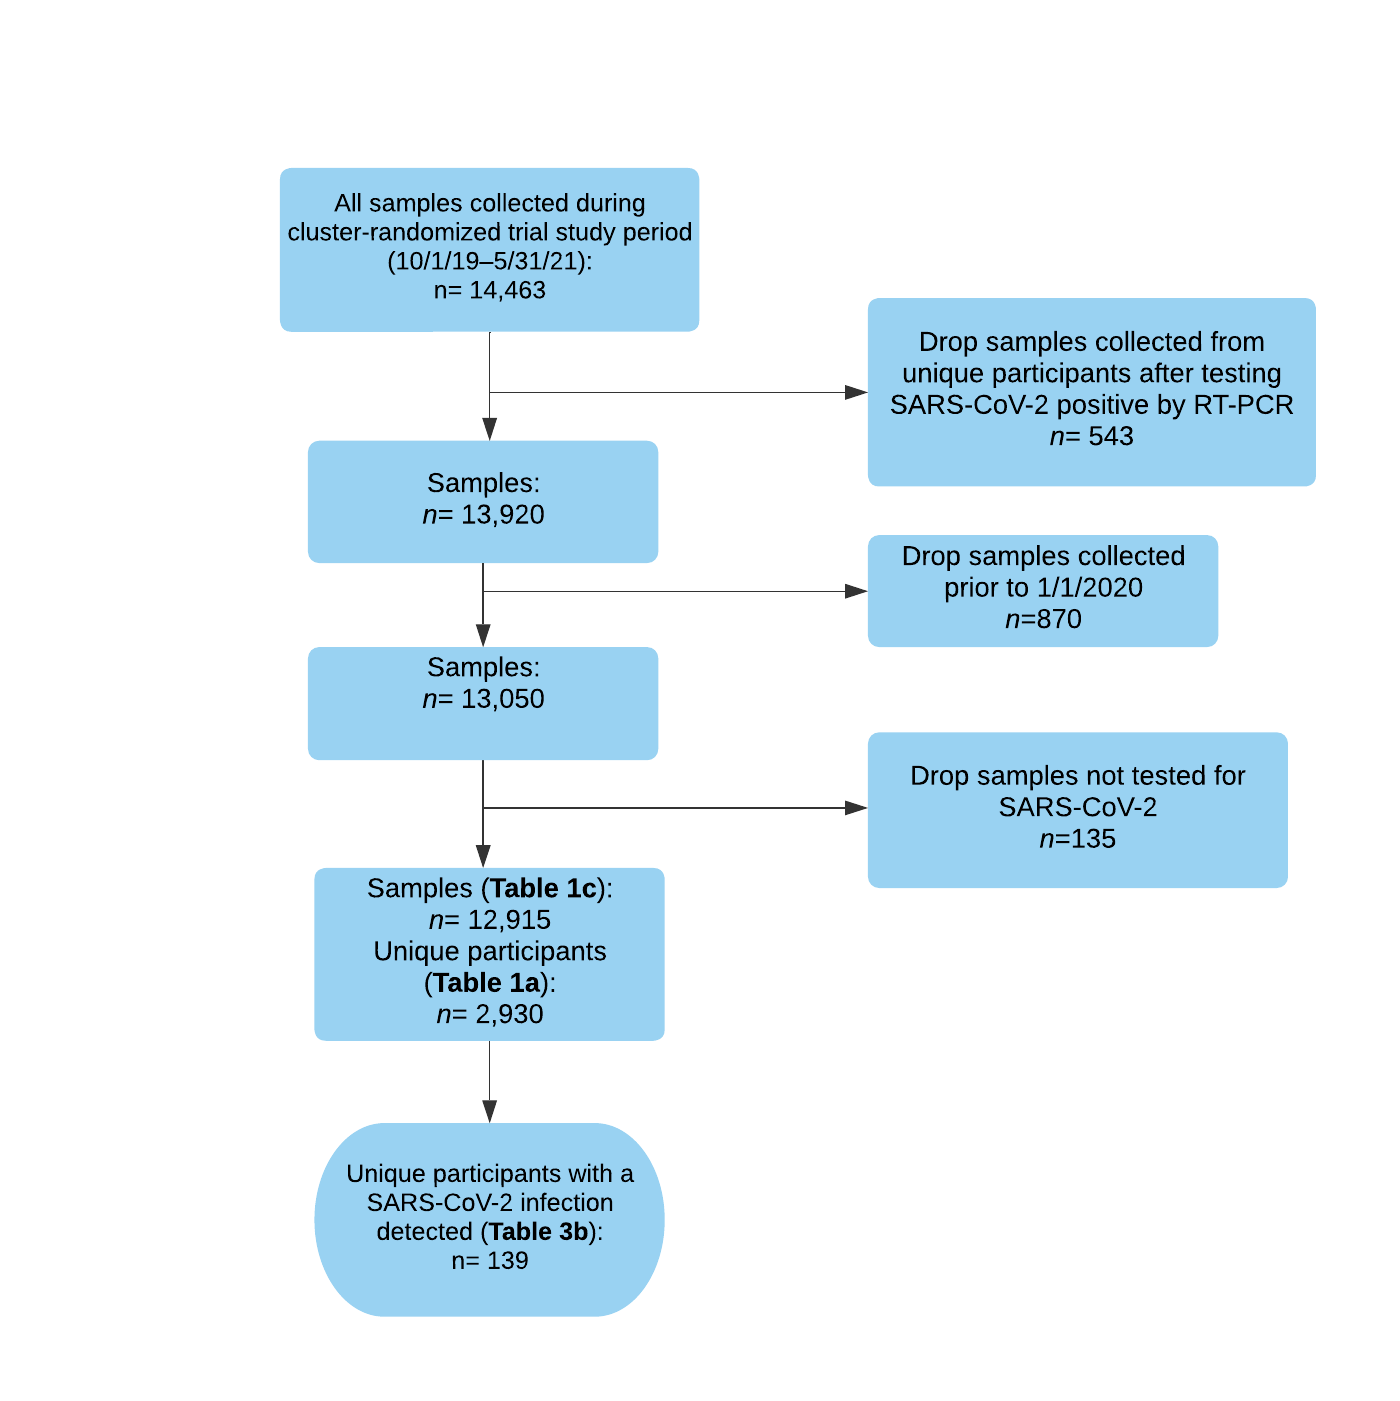 All samples collected during
cluster-randomized trial study period
(10/1/19–5/31/21):
n= 14,463
Drop samples collected from
unique participants after testing
SARS-CoV-2 positive by RT-PCR
n= 543
Samples:
n= 13,920
Drop samples collected
prior to 1/1/2020
n=870
Samples:
n= 13,050
Drop samples not tested for
SARS-CoV-2
n=135
Samples (Table 1c):
n= 12,915
Unique participants
(Table 1a):
n= 2,930
Unique participants with a
SARS-CoV-2 infection
detected (Table 3b):
n= 139